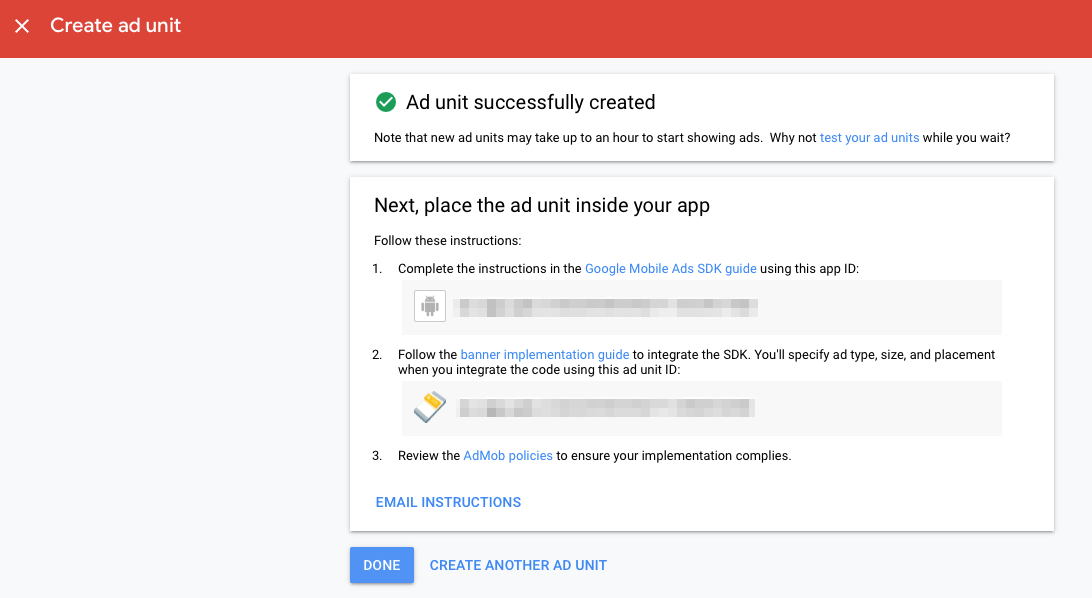 Create ad unit
Ad unit successfully created
Note that new ad units may take up to an hour to start showing ads. Why not test your ad units while you wait?
Next, place the ad unit inside your app
Follow these instructions:
1. Complete the instructions in the Google Mobile Ads SDK guide using this app ID:
2. Follow the banner implementation guide to integrate the SDK. You'll specify ad type, size, and placement
when you integrate the code using this ad unit ID:
3. Review the AdMob policies to ensure your implementation complies.
EMAIL INSTRUCTIONS
DONE CREATE ANOTHER AD UNIT